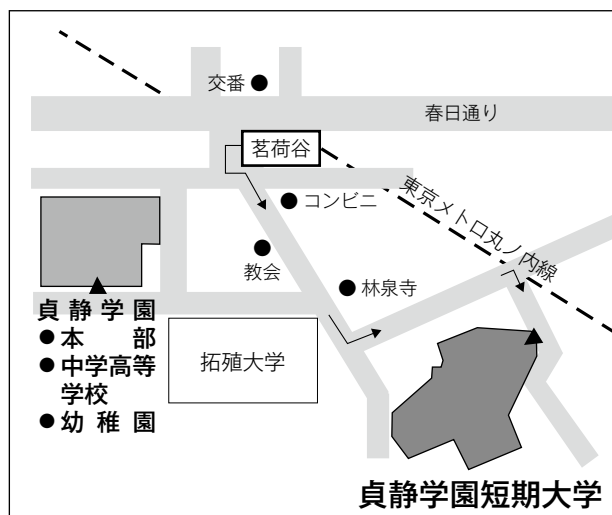 交番
春日通り
茗荷谷
東京メトロ丸ノ内線
コンビニ
教会
林泉寺
貞静学園
●本部
●中学高等
学校
●幼稚園
拓殖大学
貞静学園短期大学